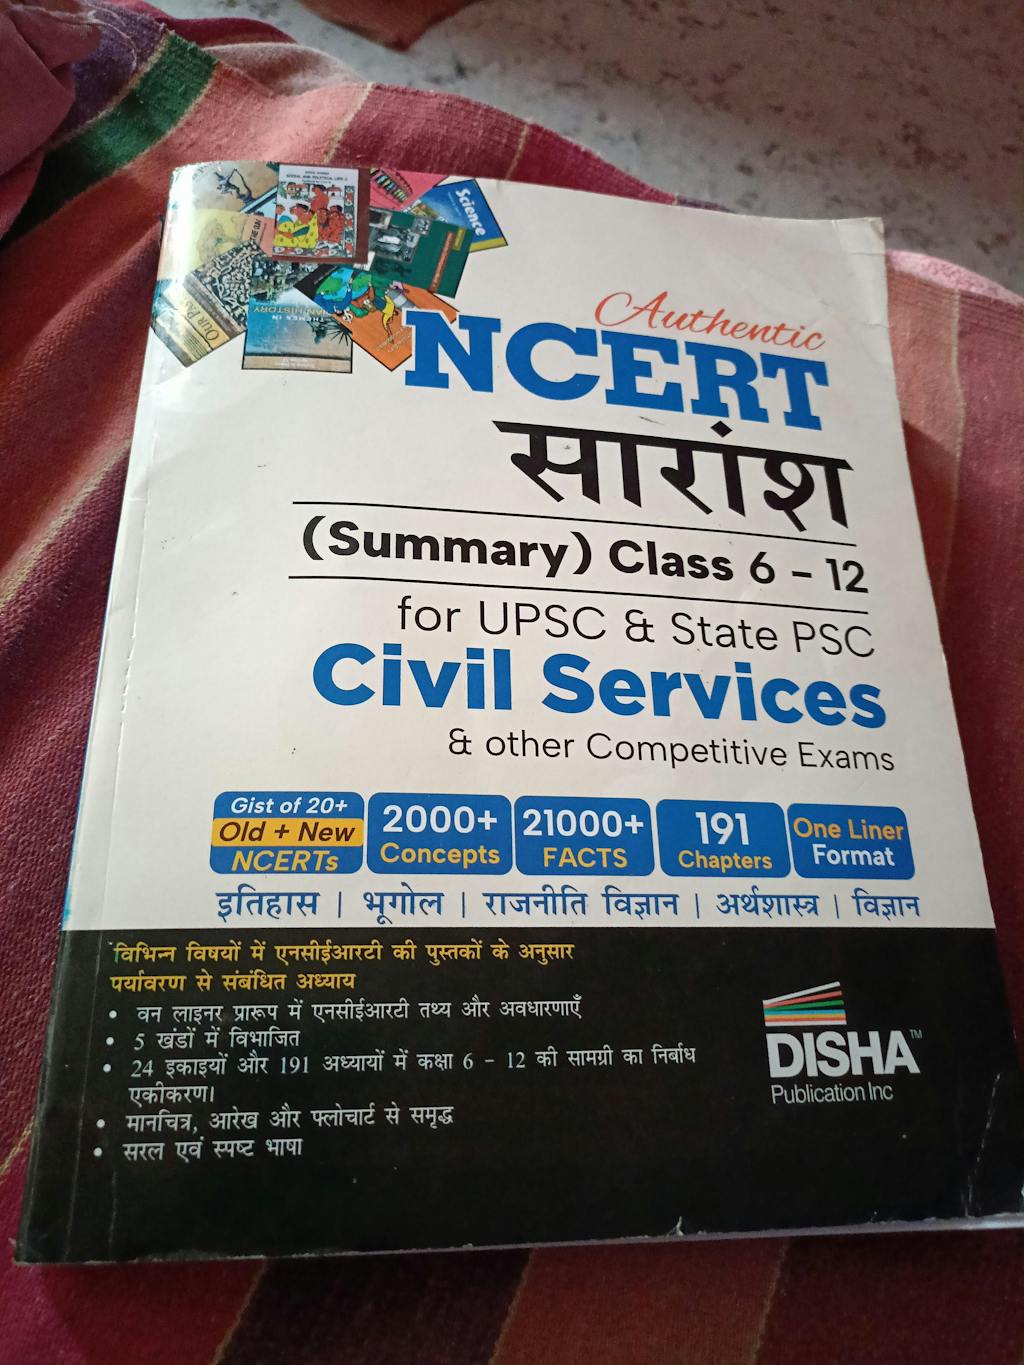 Science
Authentic
NCERT
सारांश
(Summary) Class 6 - 12
for UPSC & State PSC
Civil Services
& other Competitive Exams
Gist of 20+
Old + New
NCERTs
2000+
Concepts
21000+
FACTS
191
Chapters
One Liner
Format
इतिहास | भूगोल | राजनीति विज्ञान | अर्थशास्त्र | विज्ञान
विभिन्न विषयों में एनसीईआरटी की पुस्तकों के अनुसार
पर्यावरण से संबंधित अध्याय
• वन लाइनर प्रारूप में एनसीईआरटी तथ्य और अवधारणाएँ
• 5 खंडों में विभाजित
• 24 इकाइयों और 191 अध्यायों में कक्षा 6 - 12 की सामग्री का निर्बाध
एकीकरण।
• मानचित्र, आरेख और फ्लोचार्ट से समृद्ध
• सरल एवं स्पष्ट भाषा
DISHA™
Publication Inc